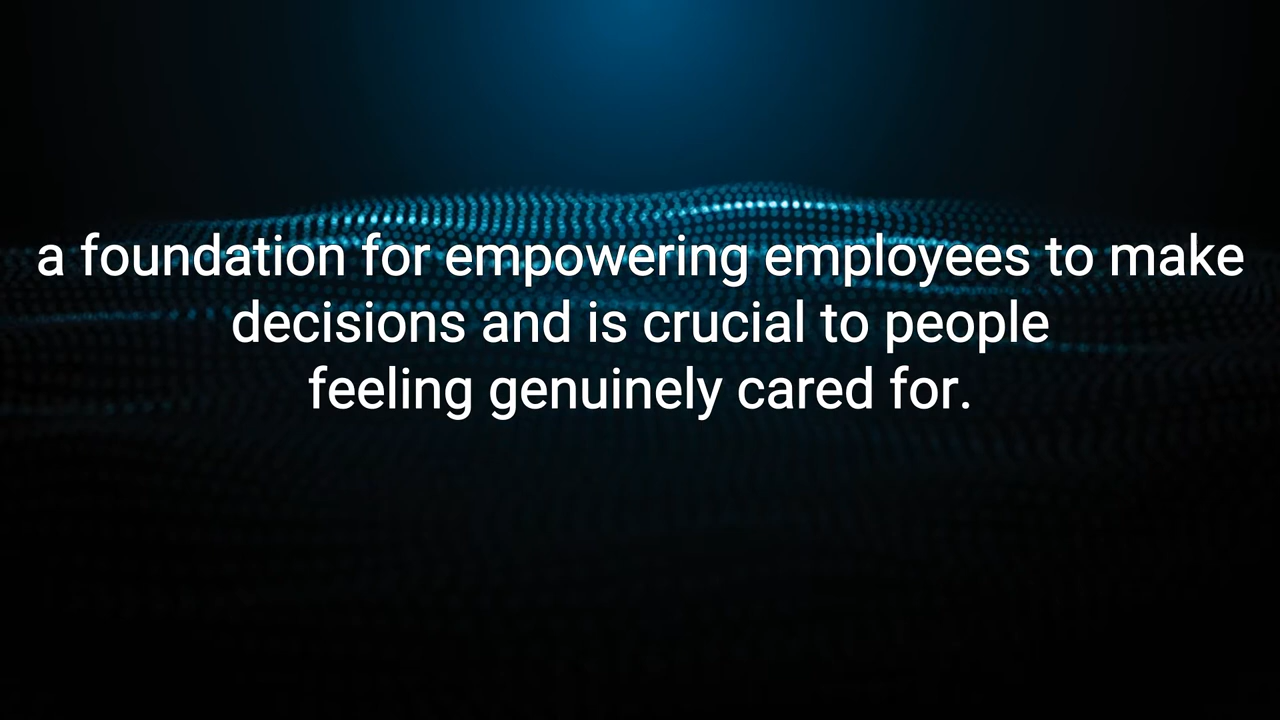 a foundation for empowering employees to make
decisions and is crucial to people
feeling genuinely cared for.